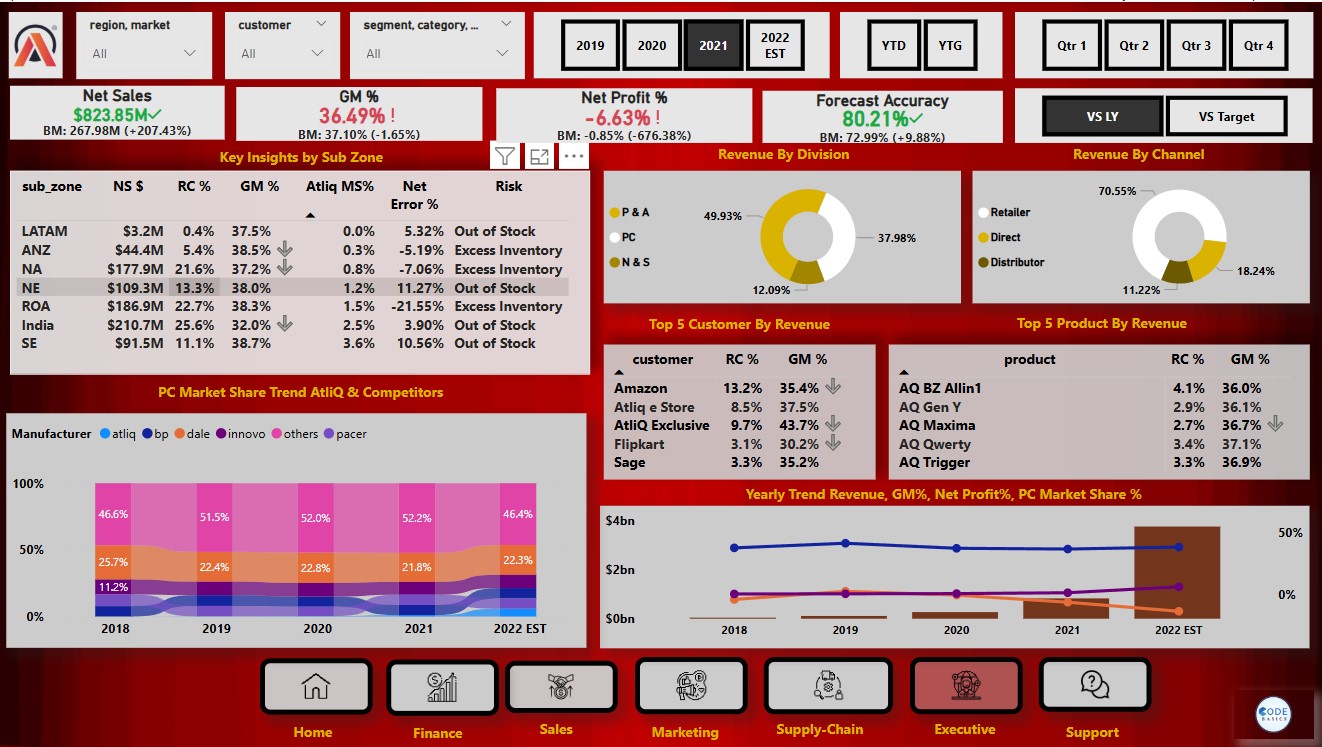 region, market
All
customer
All
segment, category, ...
All
2019
2020
2021
2022
EST
YTD
YTG
Qtr 1
Qtr 2
Qtr 3
Qtr 4
Net Sales
$823.85M✓
BM: 267.98M (+207.43%)
GM %
36.49% !
BM: 37.10% (-1.65%)
Net Profit %
-6.63% !
BM: -0.85% (-676.38%)
Forecast Accuracy
80.21%✓
BM: 72.99% (+9.88%)
VS LY
VS Target
Key Insights by Sub Zone
sub_zone NS $ RC % GM % Atliq MS% Net Error % Risk
LATAM $3.2M 0.4% 37.5% 0.0% 5.32% Out of Stock
ANZ $44.4M 5.4% 38.5% 0.3% -5.19% Excess Inventory
NA $177.9M 21.6% 37.2% 0.8% -7.06% Excess Inventory
NE $109.3M 13.3% 38.0% 1.2% 11.27% Out of Stock
ROA $186.9M 22.7% 38.3% 1.5% -21.55% Excess Inventory
India $210.7M 25.6% 32.0% 2.5% 3.90% Out of Stock
SE $91.5M 11.1% 38.7% 3.6% 10.56% Out of Stock
Revenue By Division
P & A
PC
N & S
49.93%
37.98%
12.09%
Revenue By Channel
Retailer
Direct
Distributor
70.55%
18.24%
11.22%
Top 5 Customer By Revenue
customer RC % GM %
Amazon 13.2% 35.4%
Atliq e Store 8.5% 37.5%
AtliQ Exclusive 9.7% 43.7%
Flipkart 3.1% 30.2%
Sage 3.3% 35.2%
Top 5 Product By Revenue
product RC % GM %
AQ BZ Allin1 4.1% 36.0%
AQ Gen Y 2.9% 36.1%
AQ Maxima 2.7% 36.7%
AQ Qwerty 3.4% 37.1%
AQ Trigger 3.3% 36.9%
PC Market Share Trend AtliQ & Competitors
Manufacturer atliq bp dale innovo others pacer
100%
50%
0%
46.6% 51.5% 52.0% 52.2% 46.4%
25.7% 22.4% 22.8% 21.8% 22.3%
11.2%
2018 2019 2020 2021 2022 EST
Yearly Trend Revenue, GM%, Net Profit%, PC Market Share %
$4bn
$2bn
$0bn
50%
0%
2018 2019 2020 2021 2022 EST
Home
Finance
Sales
Marketing
Supply-Chain
Executive
Support
CODE
BASICS